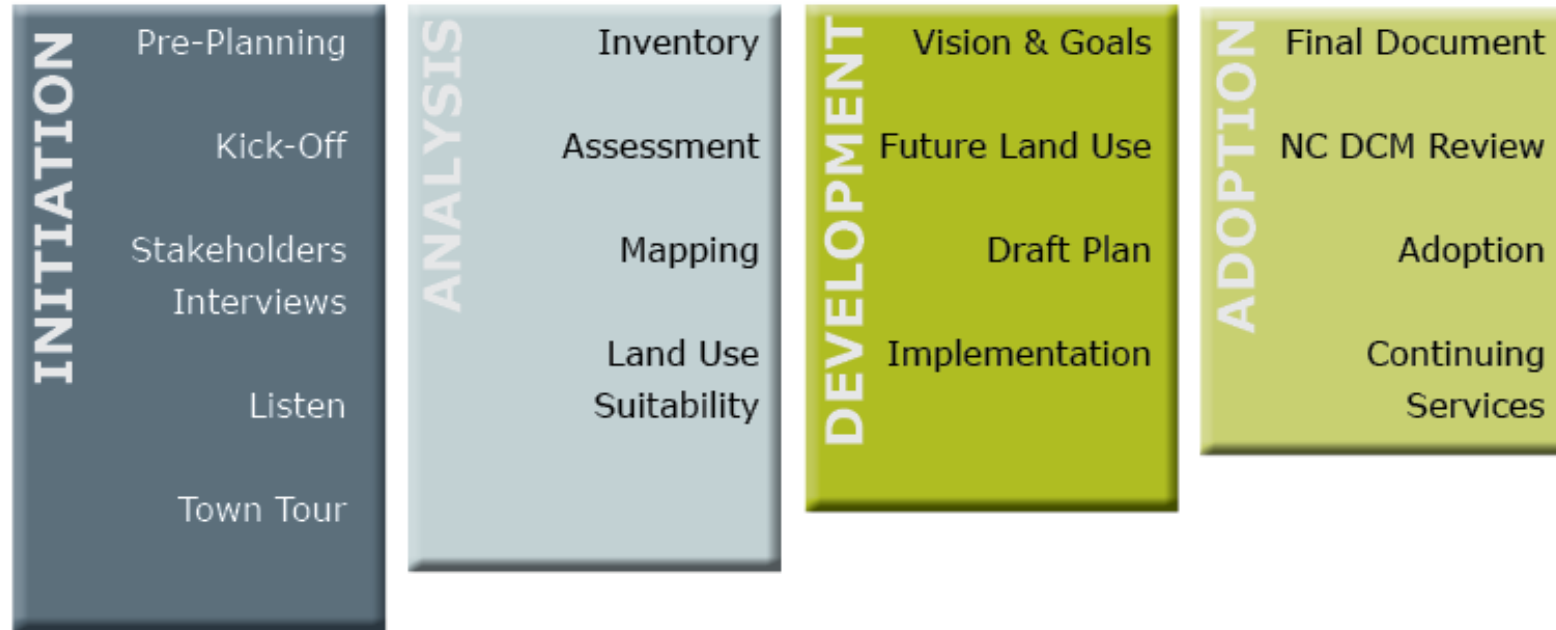 INITIATION
Pre-Planning
Kick-Off
Stakeholders
Interviews
Listen
Town Tour
ANALYSIS
Inventory
Assessment
Mapping
Land Use
Suitability
DEVELOPMENT
Vision & Goals
Future Land Use
Draft Plan
Implementation
ADOPTION
Final Document
NC DCM Review
Adoption
Continuing
Services